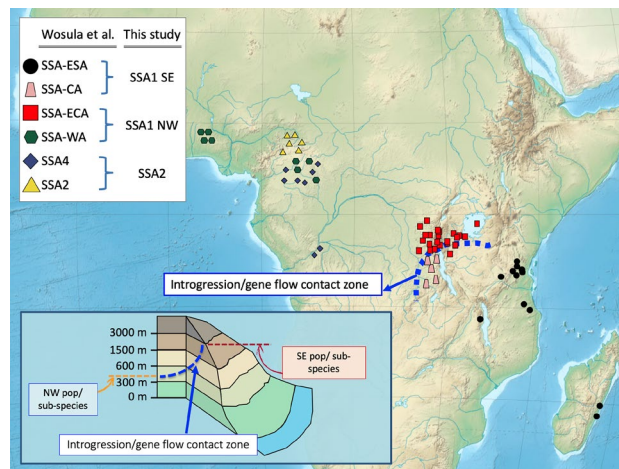 Wosula et al. This study
SSA-ESA
SSA-CA
SSA1 SE
SSA-ECA
SSA-WA
SSA1 NW
SSA4
SSA2
SSA2
Introgression/gene flow contact zone
3000 m
1500 m
600 m
300 m
0 m
SE pop/ sub-
species
NW pop/
sub-species
Introgression/gene flow contact zone